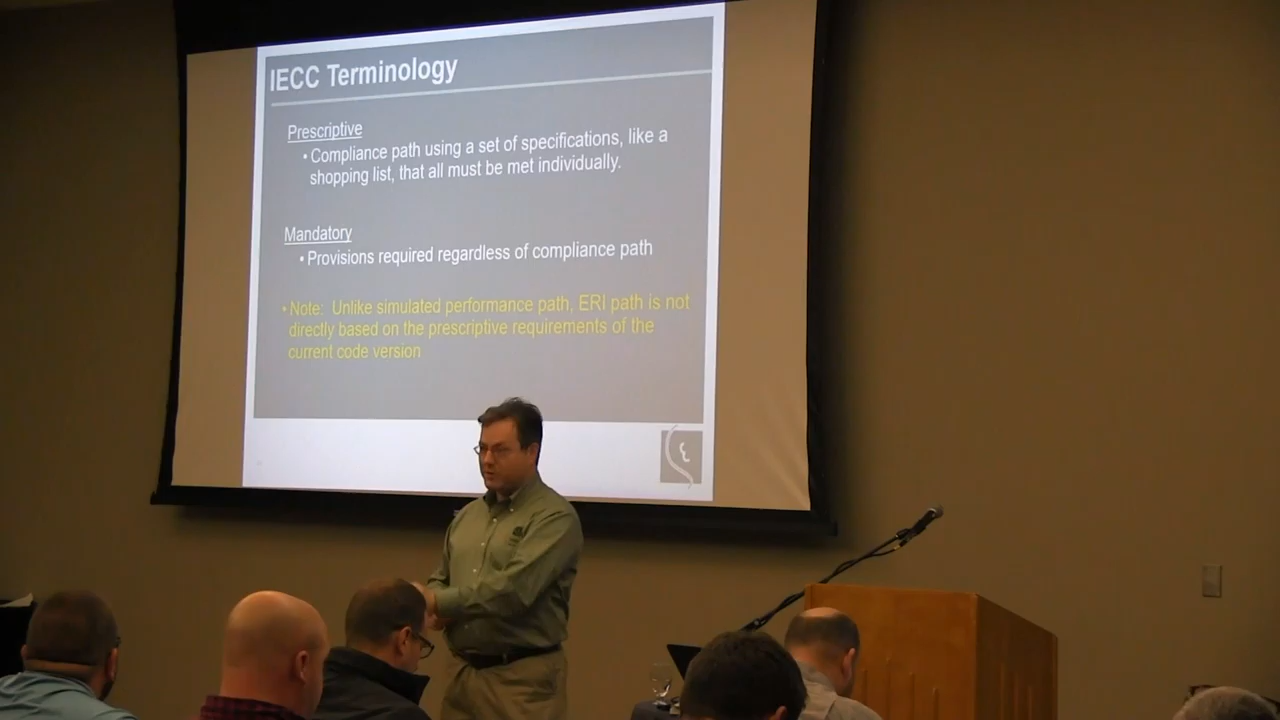 IECC Terminology
Prescriptive
• Compliance path using a set of specifications, like a
shopping list, that all must be met individually.
Mandatory
• Provisions required regardless of compliance path
• Note: Unlike simulated performance path, ERI path is not
directly based on the prescriptive requirements of the
current code version